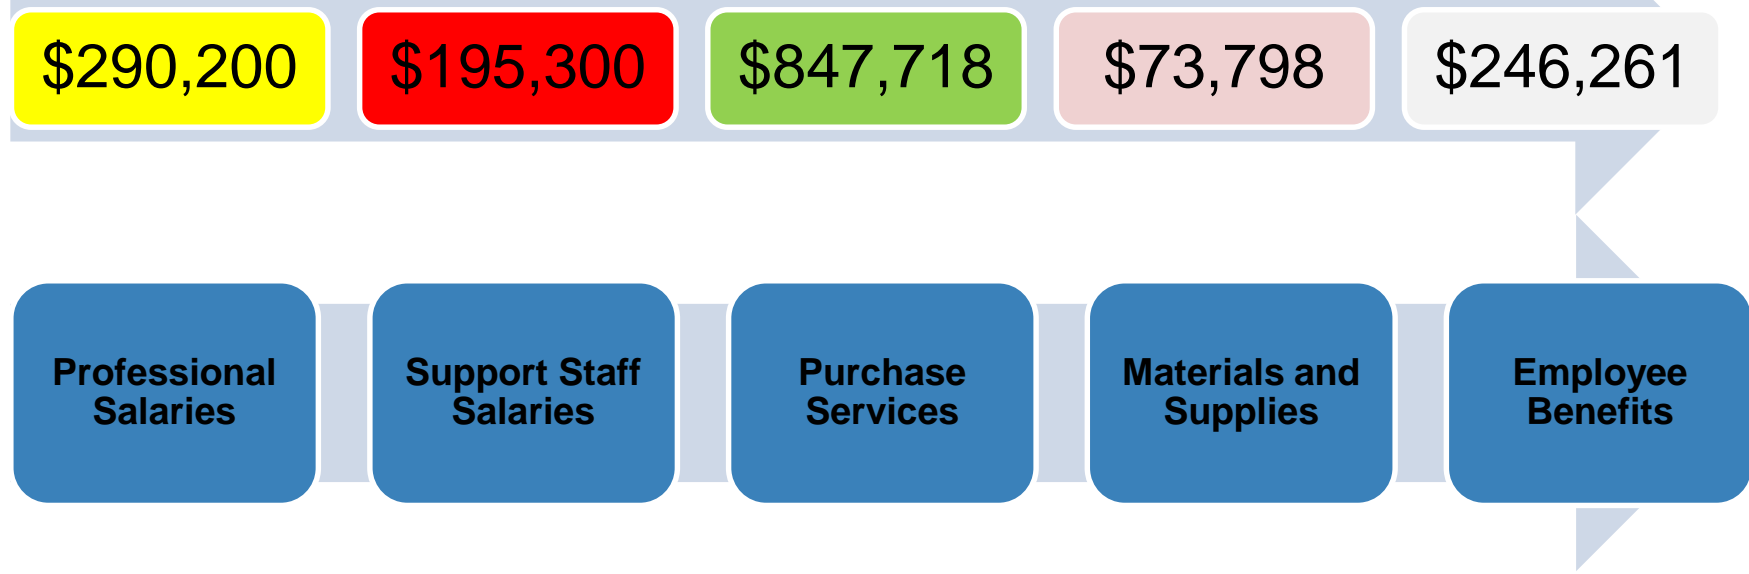 $290,200 $195,300 $847,718 $73,798 $246,261
Professional
Salaries
Support Staff
Salaries
Purchase
Services
Materials and
Supplies
Employee
Benefits